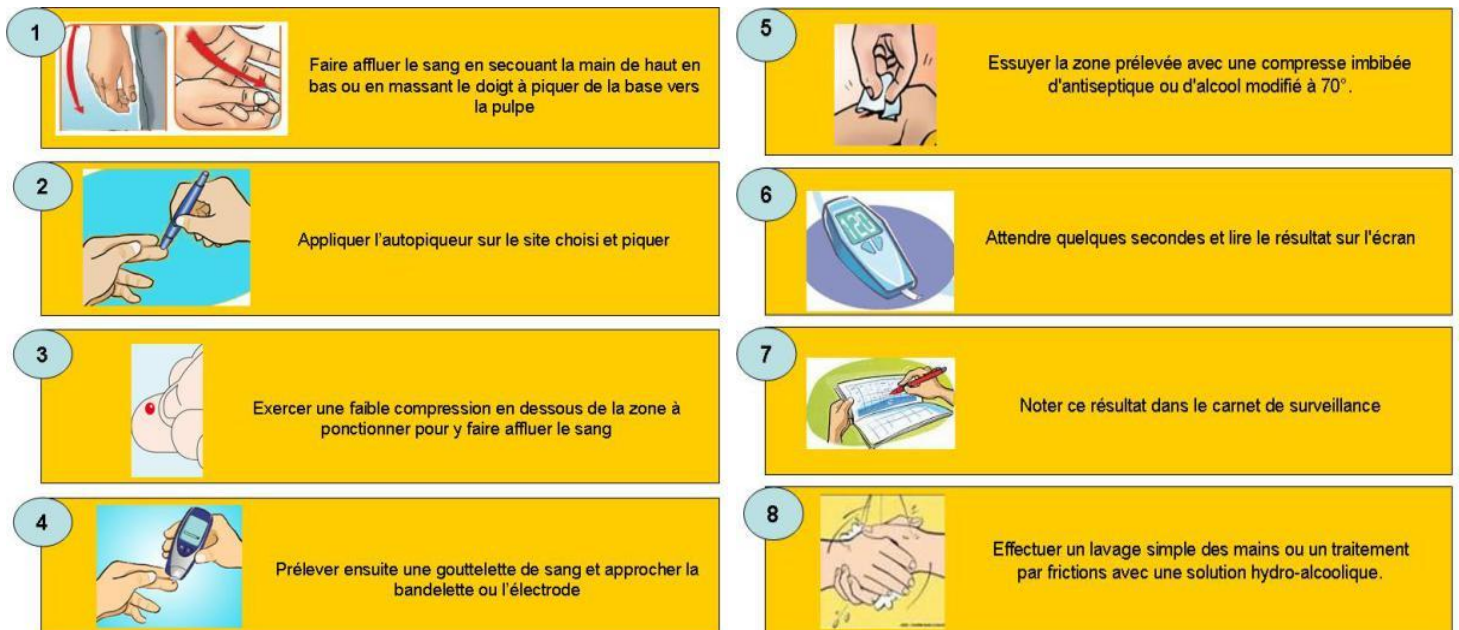 1
Faire affluer le sang en secouant la main de haut en
bas ou en massant le doigt à piquer de la base vers
la pulpe
2
Appliquer l'autopiqueur sur le site choisi et piquer
3
Exercer une faible compression en dessous de la zone à
ponctionner pour y faire affluer le sang
4
Prélever ensuite une gouttelette de sang et approcher la
bandelette ou l'électrode
5
Essuyer la zone prélevée avec une compresse imbibée
d'antiseptique ou d'alcool modifié à 70°.
6
120
Attendre quelques secondes et lire le résultat sur l'écran
7
Noter ce résultat dans le carnet de surveillance
8
Effectuer un lavage simple des mains ou un traitement
par frictions avec une solution hydro-alcoolique.